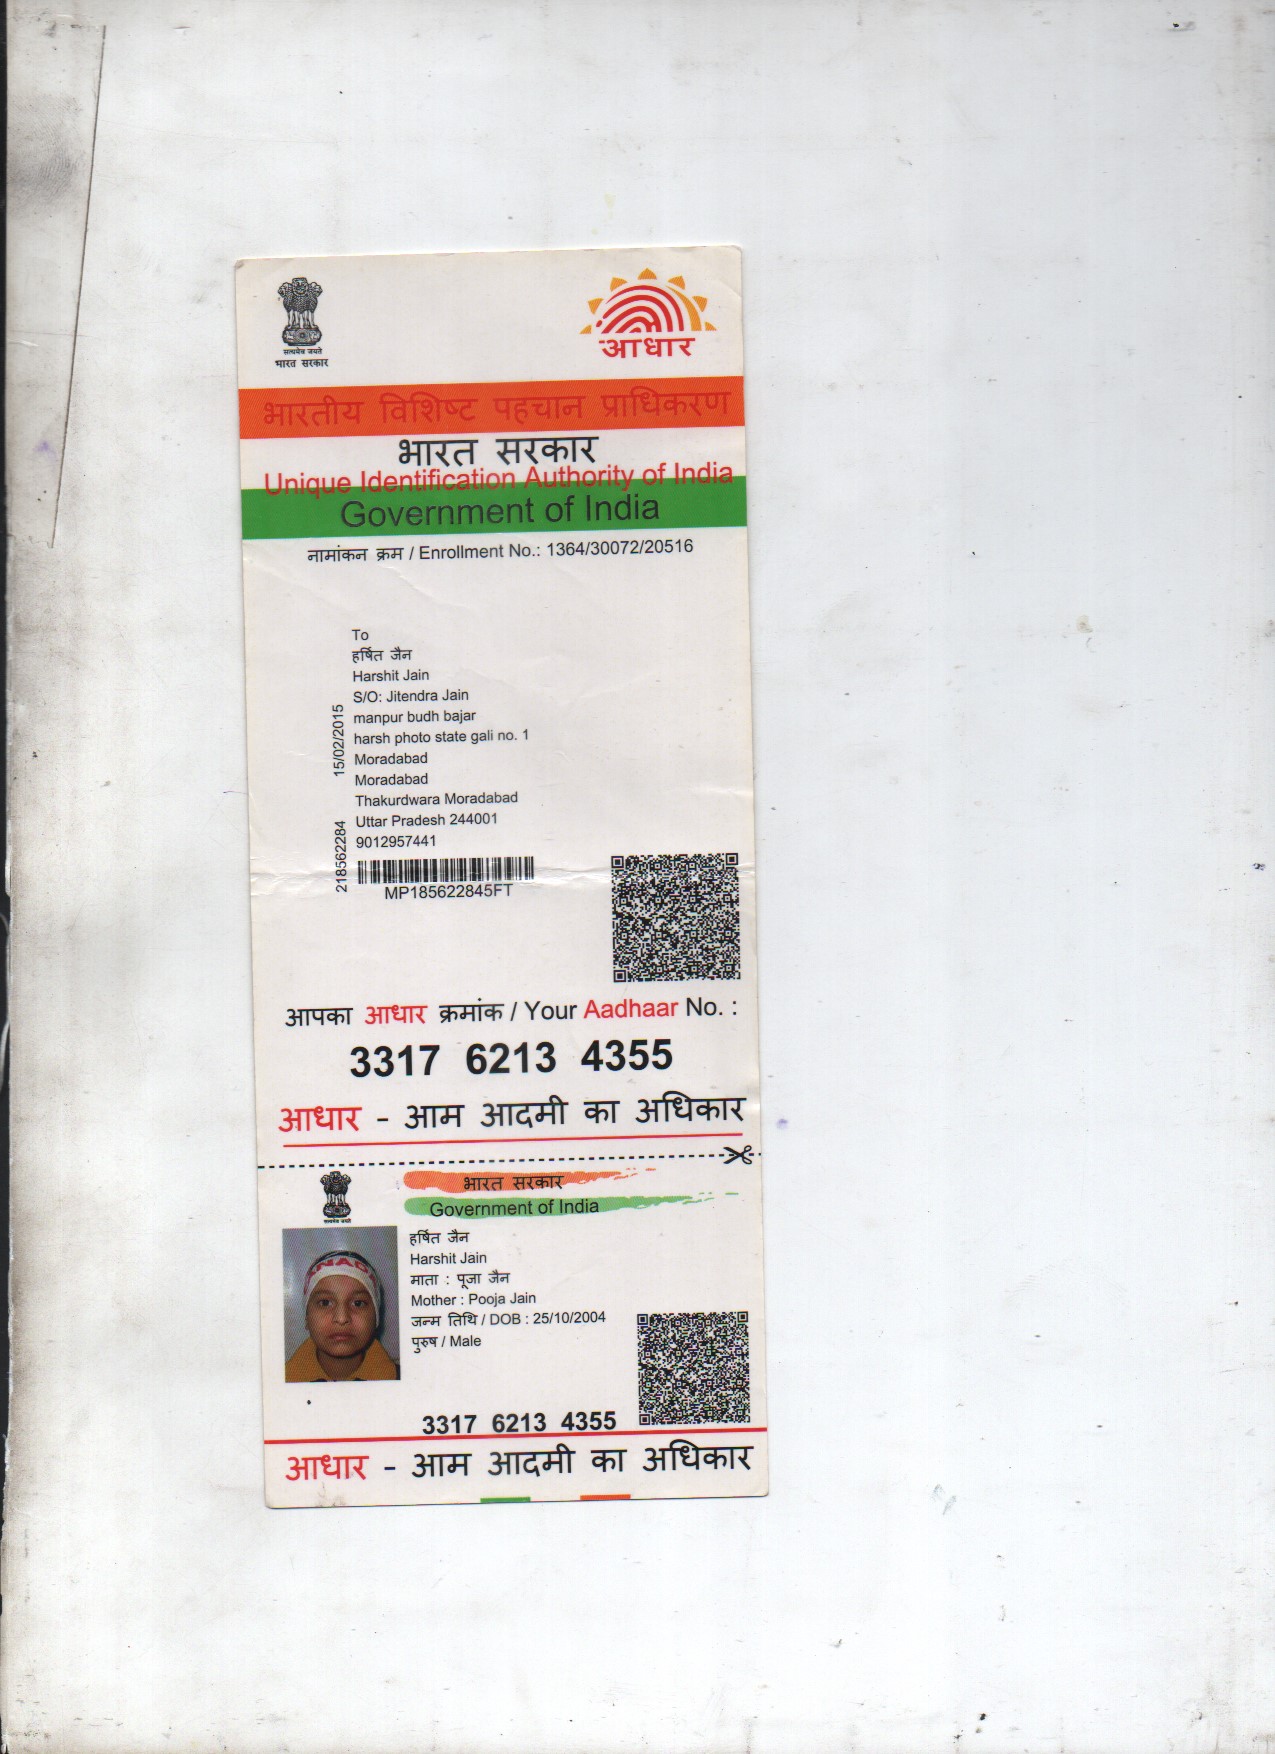 सत्यमेव जयते
भारत सरकार
आधार
भारतीय विशिष्ट पहचान प्राधिकरण
भारत सरकार
Unique Identification Authority of India
Government of India
नामांकन क्रम / Enrollment No.: 1364/30072/20516
To
हर्षित जैन
Harshit Jain
S/O: Jitendra Jain
manpur budh bajar
harsh photo state gali no. 1
Moradabad
Moradabad
Thakurdwara Moradabad
Uttar Pradesh 244001
9012957441
15/02/2015
218562284
MP185622845FT
आपका आधार क्रमांक / Your Aadhaar No. :
3317 6213 4355
आधार - आम आदमी का अधिकार
भारत सरकार
Government of India
सत्यमेव जयते
हर्षित जैन
Harshit Jain
माता : पूजा जैन
Mother : Pooja Jain
जन्म तिथि / DOB : 25/10/2004
पुरुष / Male
3317 6213 4355
आधार - आम आदमी का अधिकार